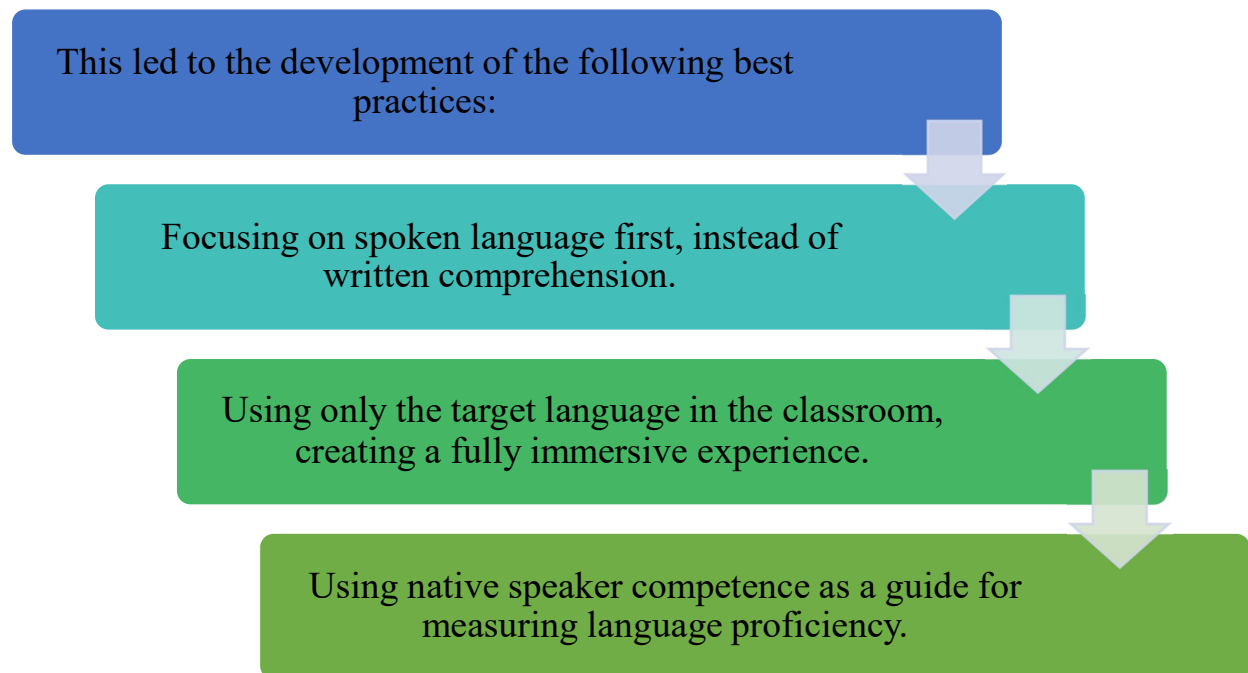 This led to the development of the following best
practices:
Focusing on spoken language first, instead of
written comprehension.
Using only the target language in the classroom,
creating a fully immersive experience.
Using native speaker competence as a guide for
measuring language proficiency.